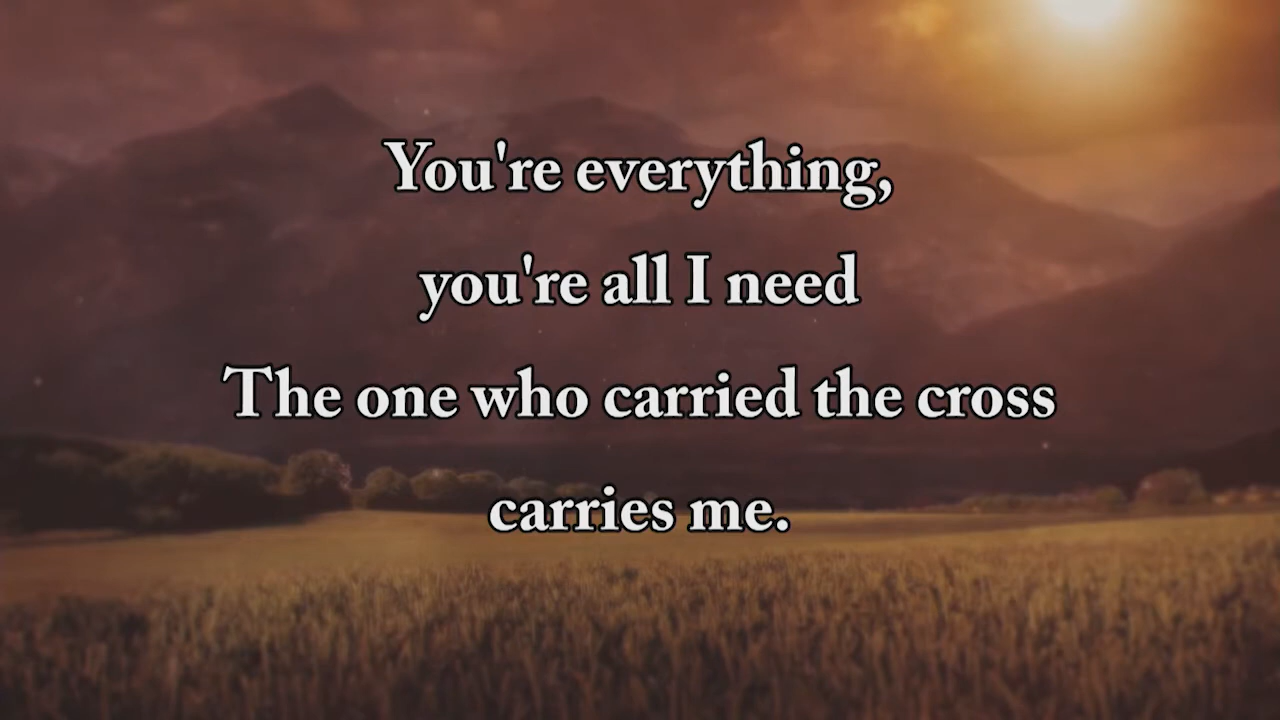 You're everything,
you're all I need
The one who carried the cross
carries me.